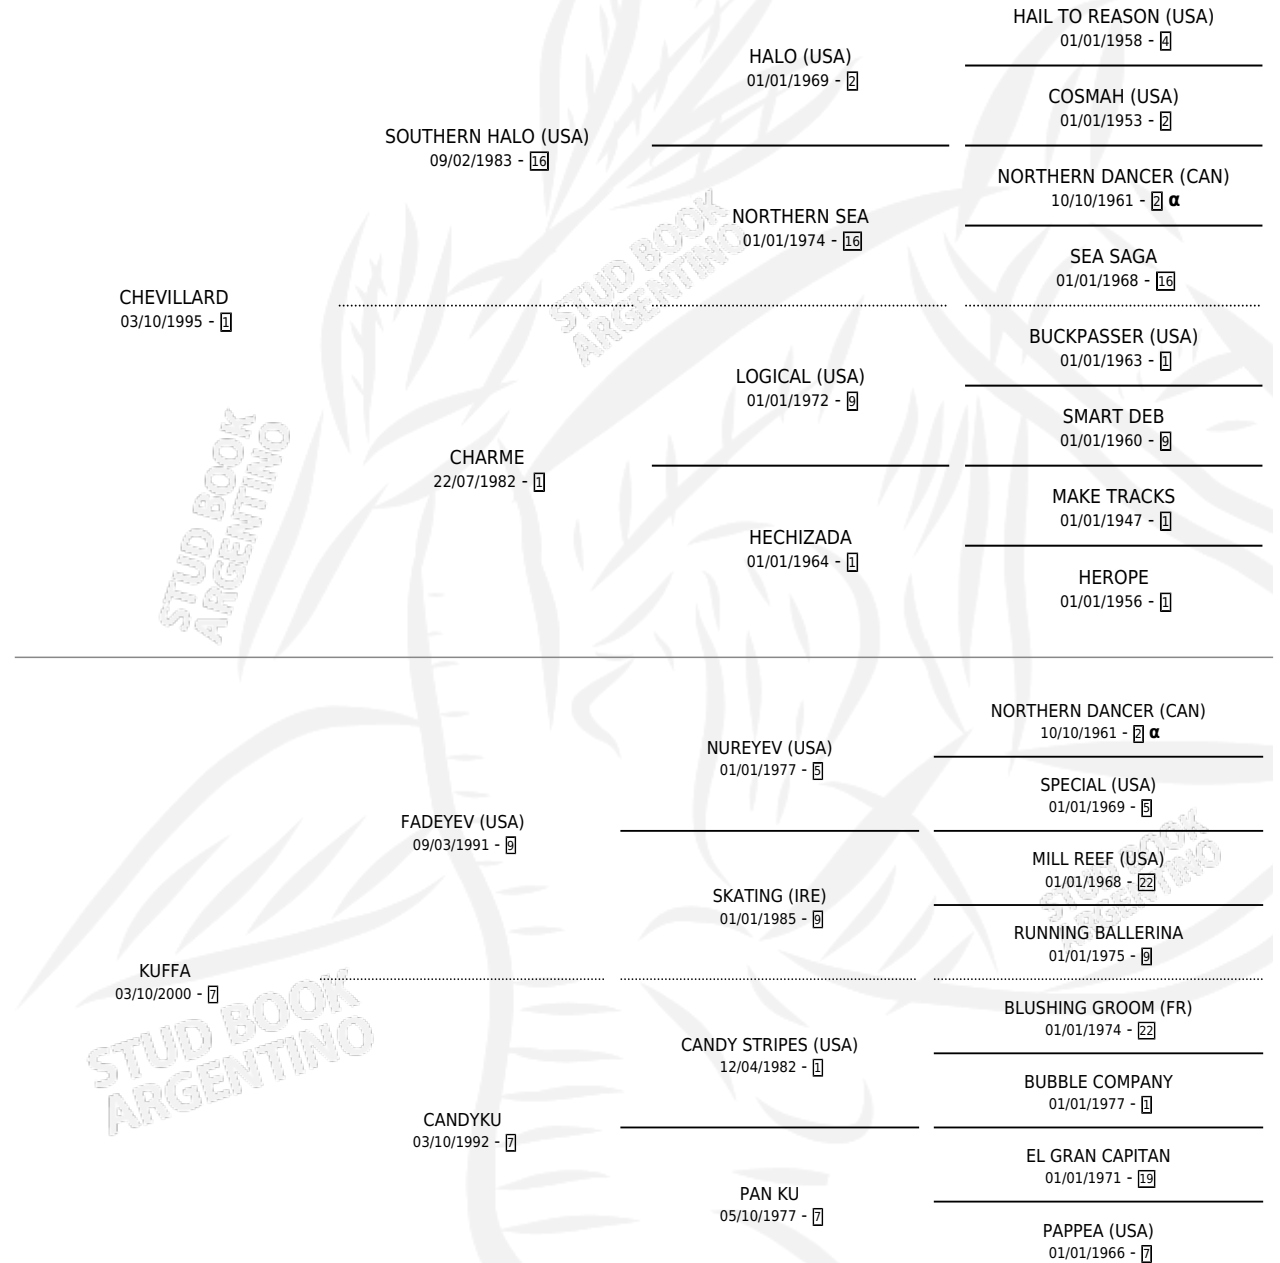 HAIL TO REASON (USA)
01/01/1958 - 4
HALO (USA)
01/01/1969 - 2
COSMAH (USA)
01/01/1953 - 2
SOUTHERN HALO (USA)
09/02/1983 - 16
NORTHERN DANCER (CAN)
10/10/1961 - 2 α
NORTHERN SEA
01/01/1974 - 16
SEA SAGA
01/01/1968 - 16
CHEVILLARD
03/10/1995 - 1
BUCKPASSER (USA)
01/01/1963 - 1
LOGICAL (USA)
01/01/1972 - 9
SMART DEB
01/01/1960 - 9
CHARME
22/07/1982 - 1
MAKE TRACKS
01/01/1947 - 1
HECHIZADA
01/01/1964 - 1
HEROPE
01/01/1956 - 1
NORTHERN DANCER (CAN)
10/10/1961 - 2 α
NUREYEV (USA)
01/01/1977 - 5
SPECIAL (USA)
01/01/1969 - 5
FADEYEV (USA)
09/03/1991 - 9
MILL REEF (USA)
01/01/1968 - 22
SKATING (IRE)
01/01/1985 - 9
RUNNING BALLERINA
01/01/1975 - 9
KUFFA
03/10/2000 - 7
BLUSHING GROOM (FR)
01/01/1974 - 22
CANDY STRIPES (USA)
12/04/1982 - 1
BUBBLE COMPANY
01/01/1977 - 1
CANDYKU
03/10/1992 - 7
EL GRAN CAPITAN
01/01/1971 - 19
PAN KU
05/10/1977 - 7
PAPPEA (USA)
01/01/1966 - 7
STUD BOOK
ARGENTINO
STUD BOOK
ARGENTINO
STUD BOOK
ARGENTINO
STUD BOOK
ARGENTINO